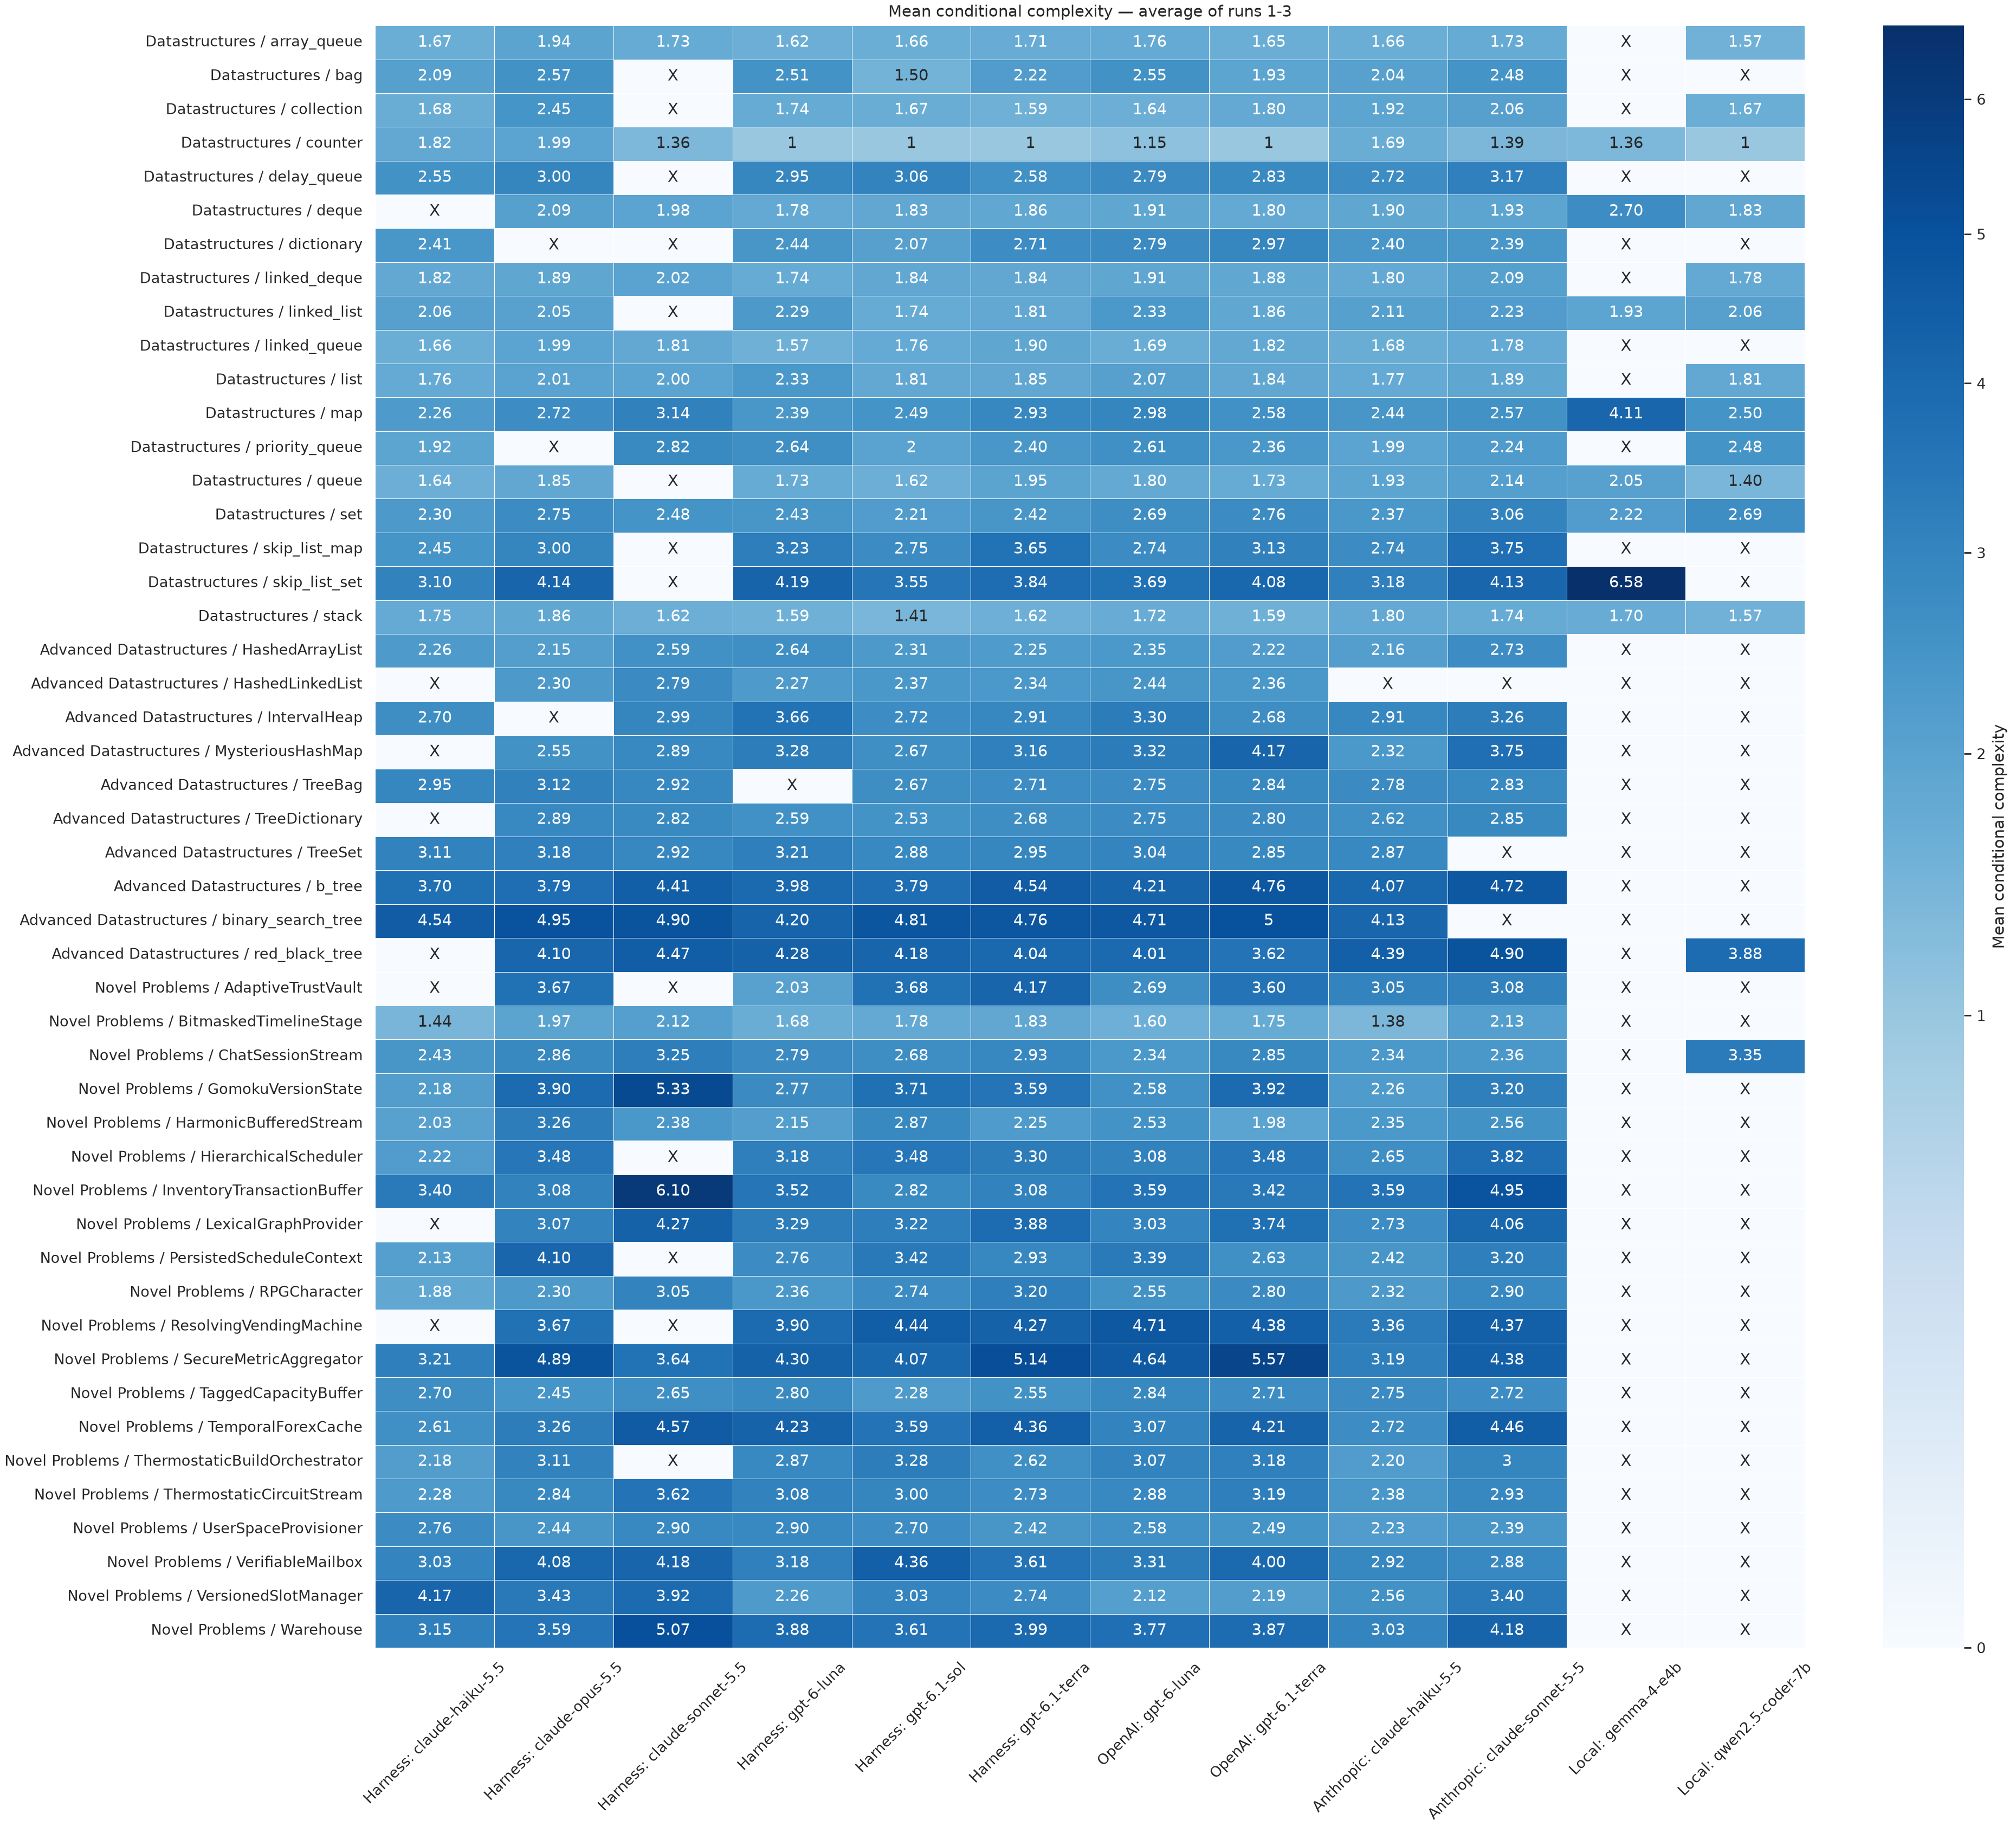 Mean conditional complexity — average of runs 1-3
Datastructures / array_queue 1.67 1.94 1.73 1.62 1.66 1.71 1.76 1.65 1.66 1.73 X 1.57
Datastructures / bag 2.09 2.57 X 2.51 1.50 2.22 2.55 1.93 2.04 2.48 X X
Datastructures / collection 1.68 2.45 X 1.74 1.67 1.59 1.64 1.80 1.92 2.06 X 1.67
Datastructures / counter 1.82 1.99 1.36 1 1 1 1.15 1 1.69 1.39 1.36 1
Datastructures / delay_queue 2.55 3.00 X 2.95 3.06 2.58 2.79 2.83 2.72 3.17 X X
Datastructures / deque X 2.09 1.98 1.78 1.83 1.86 1.91 1.80 1.90 1.93 2.70 1.83
Datastructures / dictionary 2.41 X X 2.44 2.07 2.71 2.79 2.97 2.40 2.39 X X
Datastructures / linked_deque 1.82 1.89 2.02 1.74 1.84 1.84 1.91 1.88 1.80 2.09 X 1.78
Datastructures / linked_list 2.06 2.05 X 2.29 1.74 1.81 2.33 1.86 2.11 2.23 1.93 2.06
Datastructures / linked_queue 1.66 1.99 1.81 1.57 1.76 1.90 1.69 1.82 1.68 1.78 X X
Datastructures / list 1.76 2.01 2.00 2.33 1.81 1.85 2.07 1.84 1.77 1.89 X 1.81
Datastructures / map 2.26 2.72 3.14 2.39 2.49 2.93 2.98 2.58 2.44 2.57 4.11 2.50
Datastructures / priority_queue 1.92 X 2.82 2.64 2 2.40 2.61 2.36 1.99 2.24 X 2.48
Datastructures / queue 1.64 1.85 X 1.73 1.62 1.95 1.80 1.73 1.93 2.14 2.05 1.40
Datastructures / set 2.30 2.75 2.48 2.43 2.21 2.42 2.69 2.76 2.37 3.06 2.22 2.69
Datastructures / skip_list_map 2.45 3.00 X 3.23 2.75 3.65 2.74 3.13 2.74 3.75 X X
Datastructures / skip_list_set 3.10 4.14 X 4.19 3.55 3.84 3.69 4.08 3.18 4.13 6.58 X
Datastructures / stack 1.75 1.86 1.62 1.59 1.41 1.62 1.72 1.59 1.80 1.74 1.70 1.57
Advanced Datastructures / HashedArrayList 2.26 2.15 2.59 2.64 2.31 2.25 2.35 2.22 2.16 2.73 X X
Advanced Datastructures / HashedLinkedList X 2.30 2.79 2.27 2.37 2.34 2.44 2.36 X X X X
Advanced Datastructures / IntervalHeap 2.70 X 2.99 3.66 2.72 2.91 3.30 2.68 2.91 3.26 X X
Advanced Datastructures / MysteriousHashMap X 2.55 2.89 3.28 2.67 3.16 3.32 4.17 2.32 3.75 X X
Advanced Datastructures / TreeBag 2.95 3.12 2.92 X 2.67 2.71 2.75 2.84 2.78 2.83 X X
Advanced Datastructures / TreeDictionary X 2.89 2.82 2.59 2.53 2.68 2.75 2.80 2.62 2.85 X X
Advanced Datastructures / TreeSet 3.11 3.18 2.92 3.21 2.88 2.95 3.04 2.85 2.87 X X X
Advanced Datastructures / b_tree 3.70 3.79 4.41 3.98 3.79 4.54 4.21 4.76 4.07 4.72 X X
Advanced Datastructures / binary_search_tree 4.54 4.95 4.90 4.20 4.81 4.76 4.71 5 4.13 X X X
Advanced Datastructures / red_black_tree X 4.10 4.47 4.28 4.18 4.04 4.01 3.62 4.39 4.90 X 3.88
Novel Problems / AdaptiveTrustVault X 3.67 X 2.03 3.68 4.17 2.69 3.60 3.05 3.08 X X
Novel Problems / BitmaskedTimelineStage 1.44 1.97 2.12 1.68 1.78 1.83 1.60 1.75 1.38 2.13 X X
Novel Problems / ChatSessionStream 2.43 2.86 3.25 2.79 2.68 2.93 2.34 2.85 2.34 2.36 X 3.35
Novel Problems / GomokuVersionState 2.18 3.90 5.33 2.77 3.71 3.59 2.58 3.92 2.26 3.20 X X
Novel Problems / HarmonicBufferedStream 2.03 3.26 2.38 2.15 2.87 2.25 2.53 1.98 2.35 2.56 X X
Novel Problems / HierarchicalScheduler 2.22 3.48 X 3.18 3.48 3.30 3.08 3.48 2.65 3.82 X X
Novel Problems / InventoryTransactionBuffer 3.40 3.08 6.10 3.52 2.82 3.08 3.59 3.42 3.59 4.95 X X
Novel Problems / LexicalGraphProvider X 3.07 4.27 3.29 3.22 3.88 3.03 3.74 2.73 4.06 X X
Novel Problems / PersistedScheduleContext 2.13 4.10 X 2.76 3.42 2.93 3.39 2.63 2.42 3.20 X X
Novel Problems / RPGCharacter 1.88 2.30 3.05 2.36 2.74 3.20 2.55 2.80 2.32 2.90 X X
Novel Problems / ResolvingVendingMachine X 3.67 X 3.90 4.44 4.27 4.71 4.38 3.36 4.37 X X
Novel Problems / SecureMetricAggregator 3.21 4.89 3.64 4.30 4.07 5.14 4.64 5.57 3.19 4.38 X X
Novel Problems / TaggedCapacityBuffer 2.70 2.45 2.65 2.80 2.28 2.55 2.84 2.71 2.75 2.72 X X
Novel Problems / TemporalForexCache 2.61 3.26 4.57 4.23 3.59 4.36 3.07 4.21 2.72 4.46 X X
Novel Problems / ThermostaticBuildOrchestrator 2.18 3.11 X 2.87 3.28 2.62 3.07 3.18 2.20 3 X X
Novel Problems / ThermostaticCircuitStream 2.28 2.84 3.62 3.08 3.00 2.73 2.88 3.19 2.38 2.93 X X
Novel Problems / UserSpaceProvisioner 2.76 2.44 2.90 2.90 2.70 2.42 2.58 2.49 2.23 2.39 X X
Novel Problems / VerifiableMailbox 3.03 4.08 4.18 3.18 4.36 3.61 3.31 4.00 2.92 2.88 X X
Novel Problems / VersionedSlotManager 4.17 3.43 3.92 2.26 3.03 2.74 2.12 2.19 2.56 3.40 X X
Novel Problems / Warehouse 3.15 3.59 5.07 3.88 3.61 3.99 3.77 3.87 3.03 4.18 X X
Harness: claude-haiku-5.5
Harness: claude-opus-5.5
Harness: claude-sonnet-5.5
Harness: gpt-6-luna
Harness: gpt-6.1-sol
Harness: gpt-6.1-terra
OpenAI: gpt-6-luna
OpenAI: gpt-6.1-terra
Anthropic: claude-haiku-5-5
Anthropic: claude-sonnet-5-5
Local: gemma-4-e4b
Local: qwen2.5-coder-7b
6
5
4
3
2
1
0
Mean conditional complexity